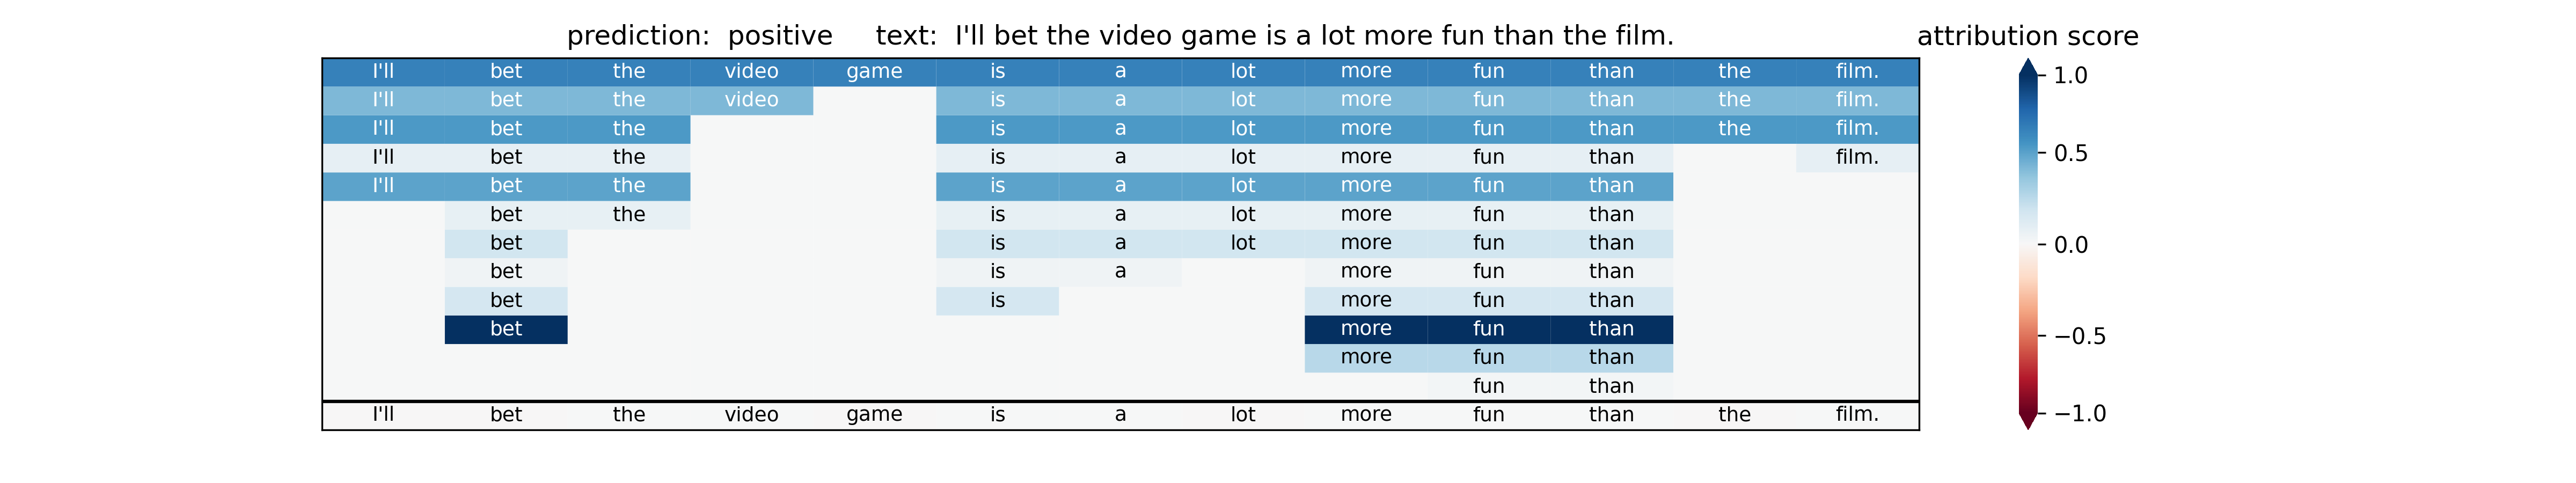 prediction:  positive     text:  I'll bet the video game is a lot more fun than the film.
attribution score
I'll bet the video game is a lot more fun than the film.
I'll bet the video is a lot more fun than the film.
I'll bet the is a lot more fun than the film.
I'll bet the is a lot more fun than film.
I'll bet the is a lot more fun than
bet the is a lot more fun than
bet is a lot more fun than
bet is a more fun than
bet is more fun than
bet more fun than
more fun than
fun than
I'll bet the video game is a lot more fun than the film.
1.0
0.5
0.0
−0.5
−1.0